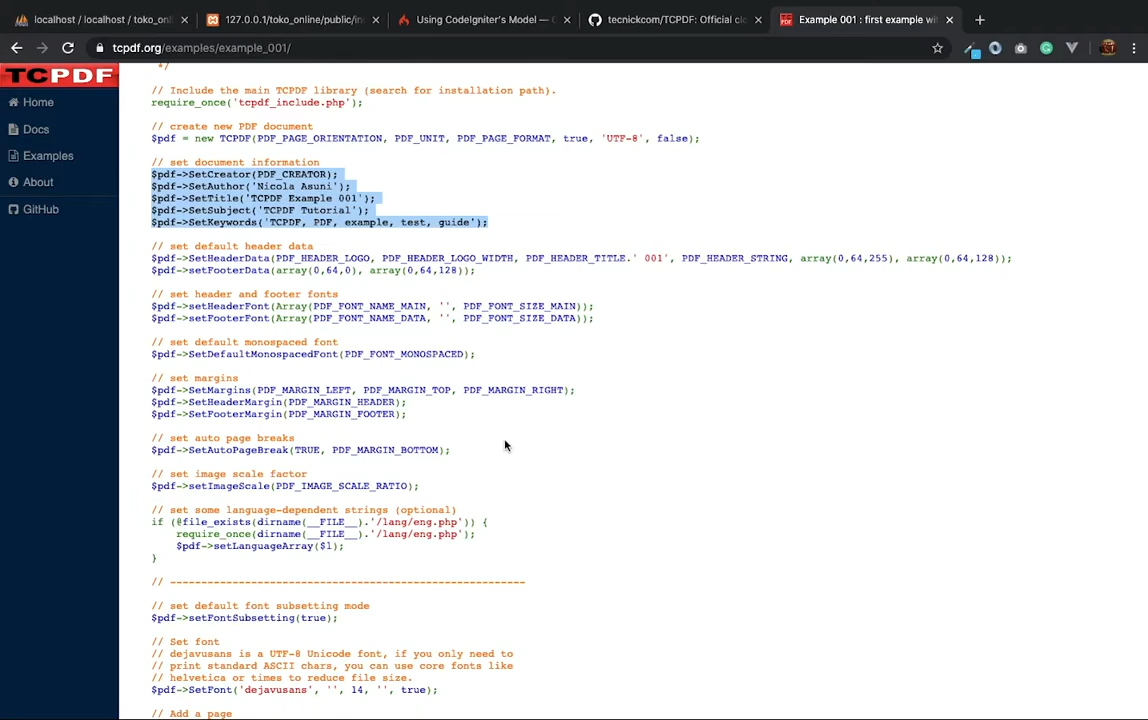 localhost / localhost / toko_onl
127.0.0.1/toko_online/public/in
Using CodeIgniter's Model — C
tecnickcom/TCPDF: Official clo
Example 001 : first example wi
tcpdf.org/examples/example_001/
TCPDF
Home
Docs
Examples
About
GitHub
*/
// Include the main TCPDF library (search for installation path).
require_once('tcpdf_include.php');
// create new PDF document
$pdf = new TCPDF(PDF_PAGE_ORIENTATION, PDF_UNIT, PDF_PAGE_FORMAT, true, 'UTF-8', false);
// set document information
$pdf->SetCreator(PDF_CREATOR);
$pdf->SetAuthor('Nicola Asuni');
$pdf->SetTitle('TCPDF Example 001');
$pdf->SetSubject('TCPDF Tutorial');
$pdf->SetKeywords('TCPDF, PDF, example, test, guide');
// set default header data
$pdf->SetHeaderData(PDF_HEADER_LOGO, PDF_HEADER_LOGO_WIDTH, PDF_HEADER_TITLE.' 001', PDF_HEADER_STRING, array(0,64,255), array(0,64,128));
$pdf->setFooterData(array(0,64,0), array(0,64,128));
// set header and footer fonts
$pdf->setHeaderFont(Array(PDF_FONT_NAME_MAIN, '', PDF_FONT_SIZE_MAIN));
$pdf->setFooterFont(Array(PDF_FONT_NAME_DATA, '', PDF_FONT_SIZE_DATA));
// set default monospaced font
$pdf->SetDefaultMonospacedFont(PDF_FONT_MONOSPACED);
// set margins
$pdf->SetMargins(PDF_MARGIN_LEFT, PDF_MARGIN_TOP, PDF_MARGIN_RIGHT);
$pdf->SetHeaderMargin(PDF_MARGIN_HEADER);
$pdf->SetFooterMargin(PDF_MARGIN_FOOTER);
// set auto page breaks
$pdf->SetAutoPageBreak(TRUE, PDF_MARGIN_BOTTOM);
// set image scale factor
$pdf->setImageScale(PDF_IMAGE_SCALE_RATIO);
// set some language-dependent strings (optional)
if (@file_exists(dirname(__FILE__).'/lang/eng.php')) {
require_once(dirname(__FILE__).'/lang/eng.php');
$pdf->setLanguageArray($l);
}
// ---------------------------------------------------------
// set default font subsetting mode
$pdf->setFontSubsetting(true);
// Set font
// dejavusans is a UTF-8 Unicode font, if you only need to
// print standard ASCII chars, you can use core fonts like
// helvetica or times to reduce file size.
$pdf->SetFont('dejavusans', '', 14, '', true);
// Add a page